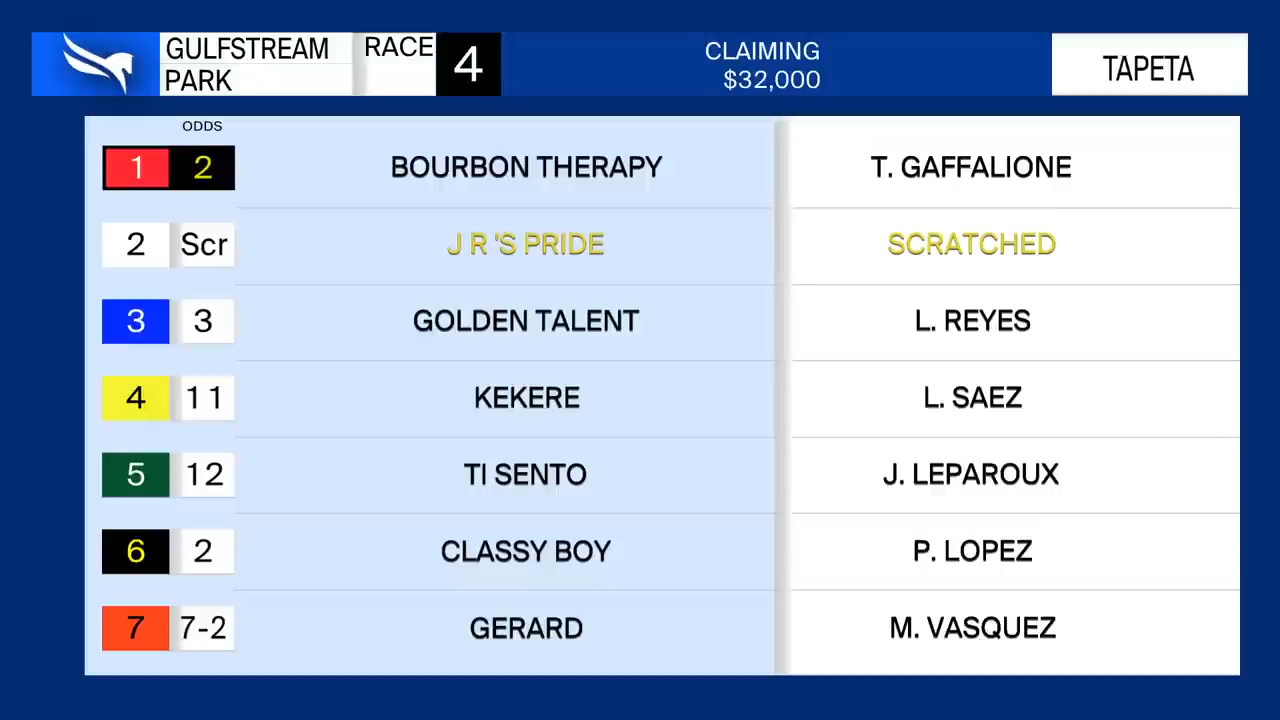 GULFSTREAM PARK RACE 4 CLAIMING $32,000 TAPETA
ODDS
1 2 BOURBON THERAPY T. GAFFALIONE
2 Scr J R 'S PRIDE SCRATCHED
3 3 GOLDEN TALENT L. REYES
4 11 KEKERE L. SAEZ
5 12 TI SENTO J. LEPAROUX
6 2 CLASSY BOY P. LOPEZ
7 7-2 GERARD M. VASQUEZ